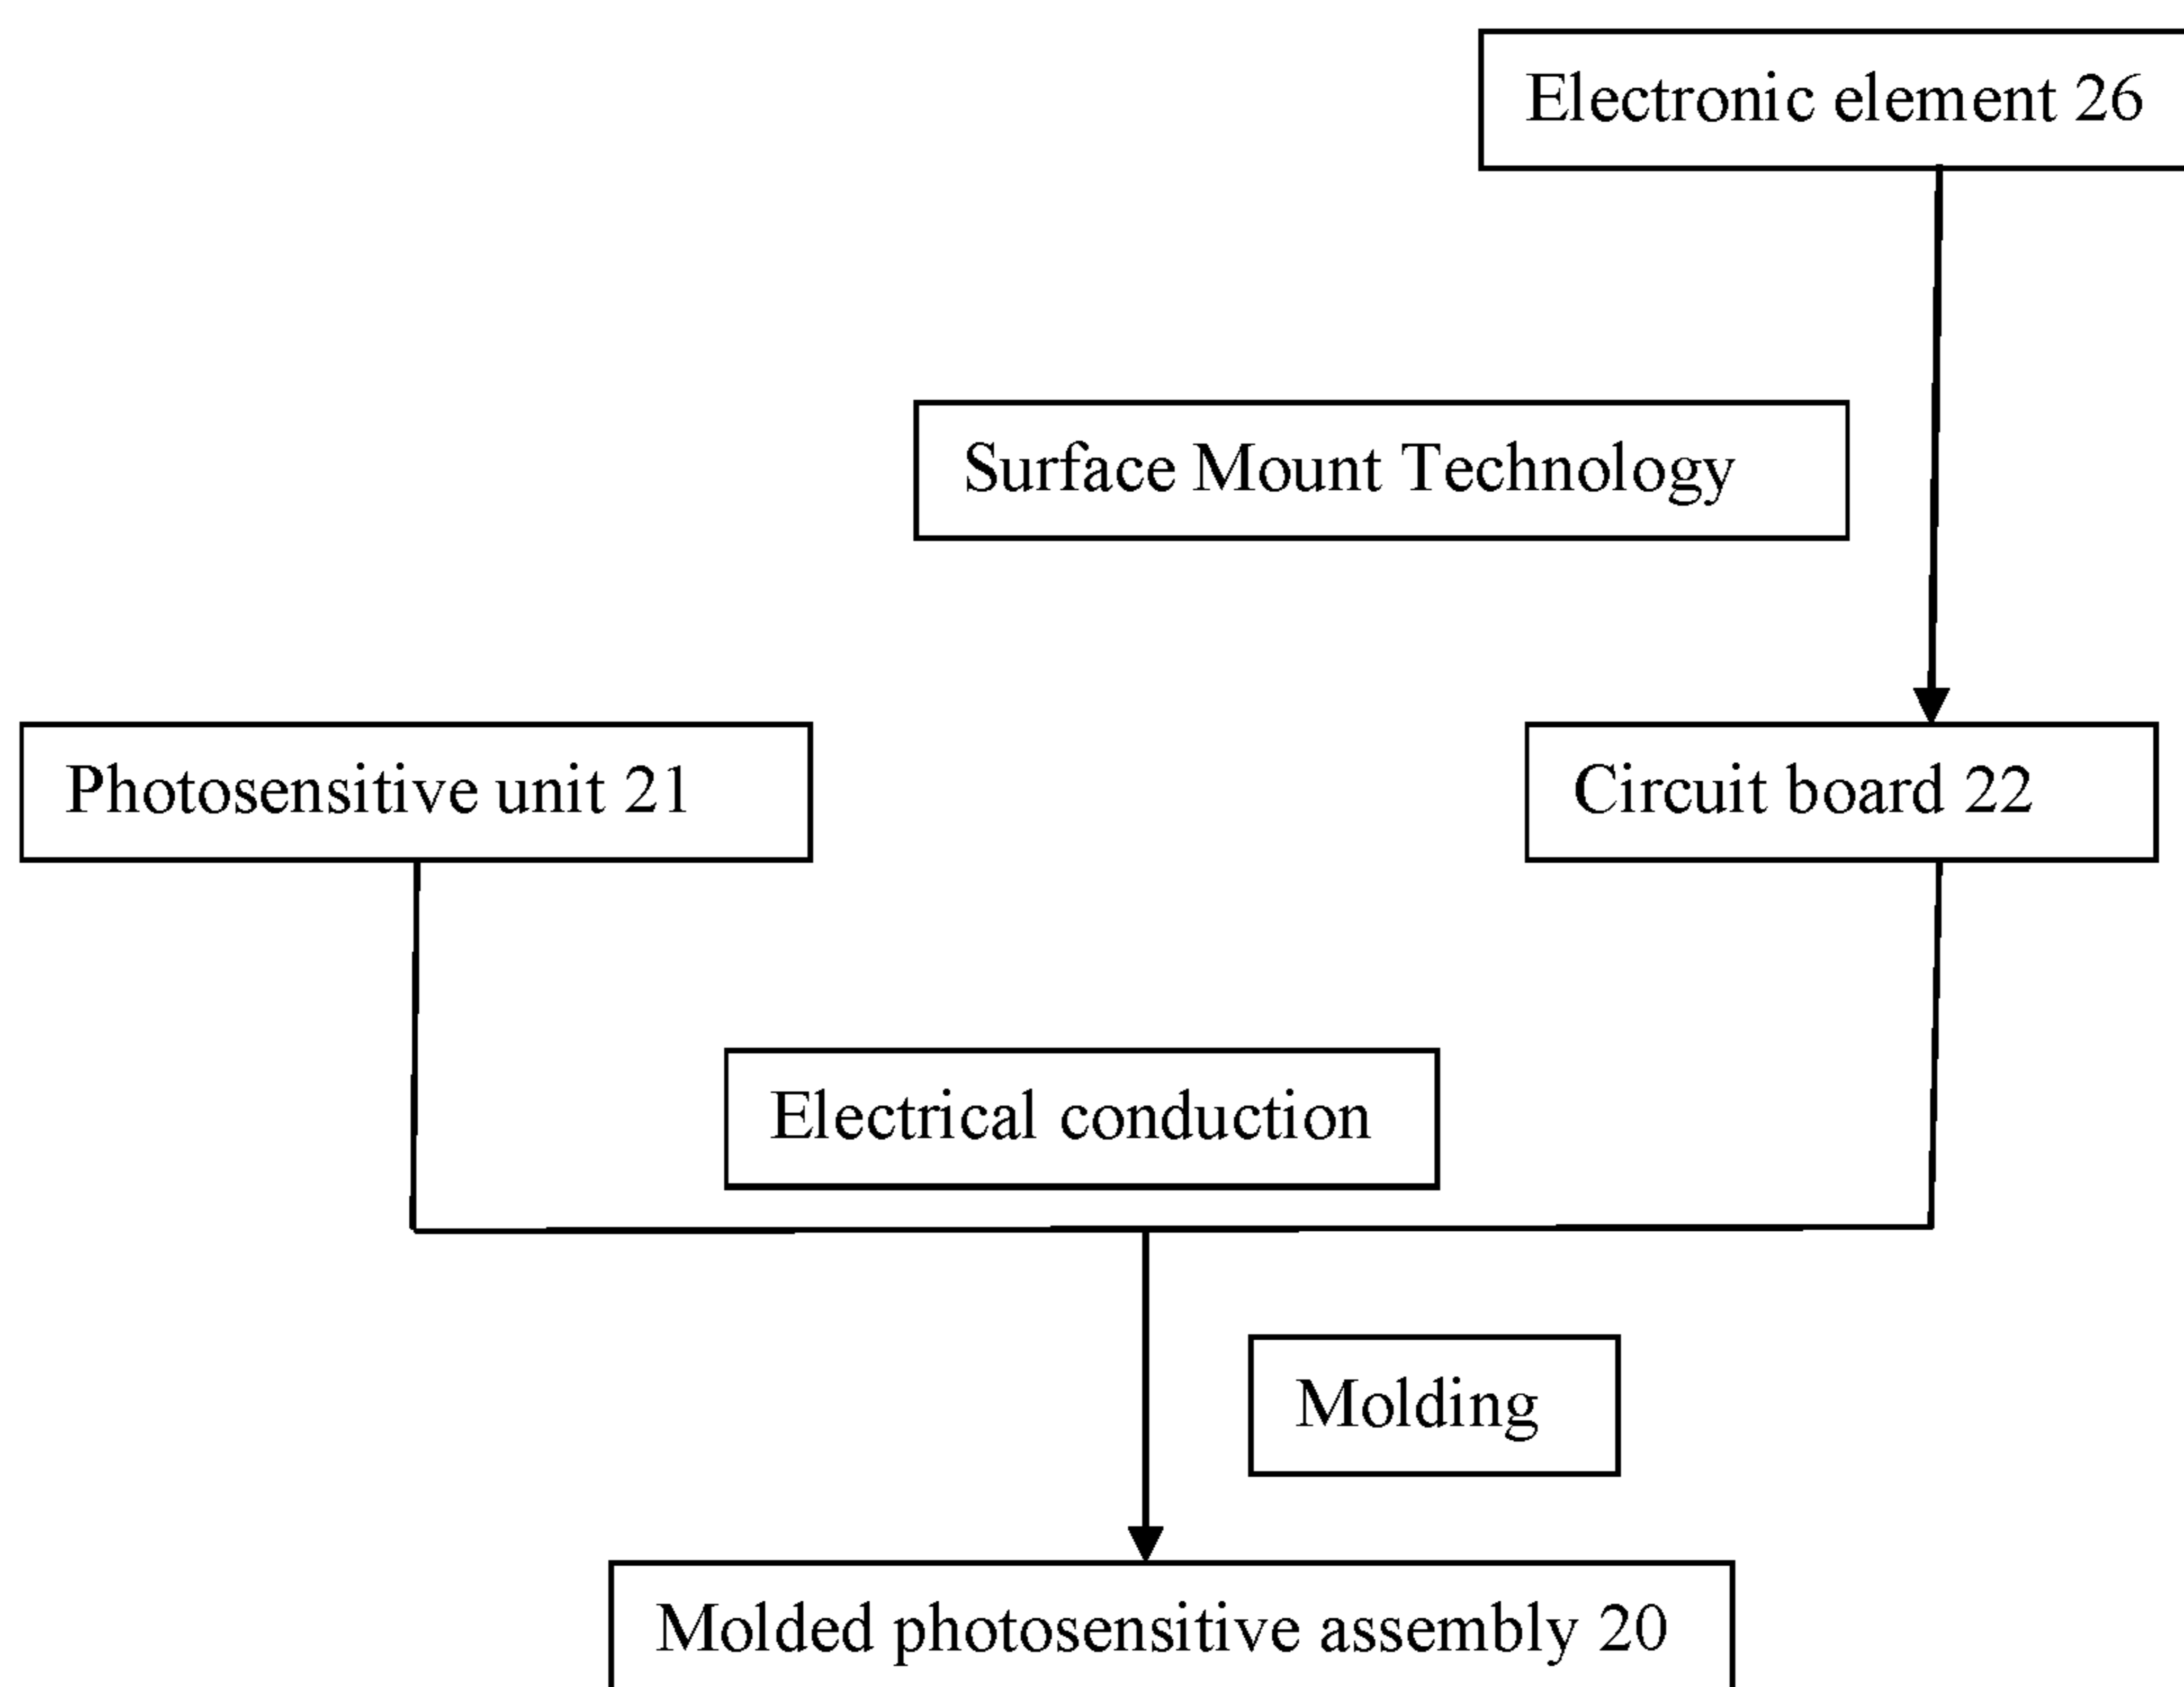 Electronic element 26
Surface Mount Technology
Photosensitive unit 21
Circuit board 22
Electrical conduction
Molding
Molded photosensitive assembly 20